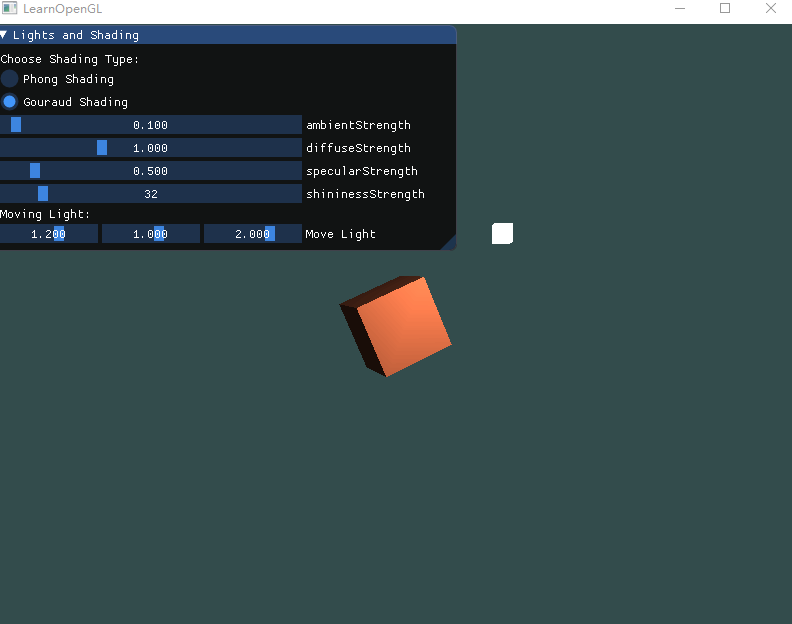 LearnOpenGL
Lights and Shading
Choose Shading Type:
Phong Shading
Gouraud Shading
0.100 ambientStrength
1.000 diffuseStrength
0.500 specularStrength
32 shininessStrength
Moving Light:
1.200 1.000 2.000 Move Light